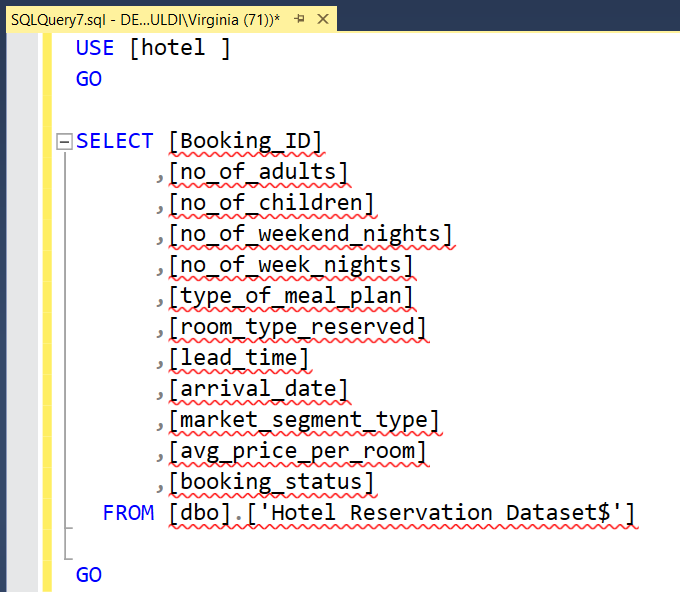 SQLQuery7.sql - DE...ULDI\Virginia (71))*
USE [hotel ]
GO
SELECT [Booking_ID]
,[no_of_adults]
,[no_of_children]
,[no_of_weekend_nights]
,[no_of_week_nights]
,[type_of_meal_plan]
,[room_type_reserved]
,[lead_time]
,[arrival_date]
,[market_segment_type]
,[avg_price_per_room]
,[booking_status]
FROM [dbo].['Hotel Reservation Dataset$']
GO